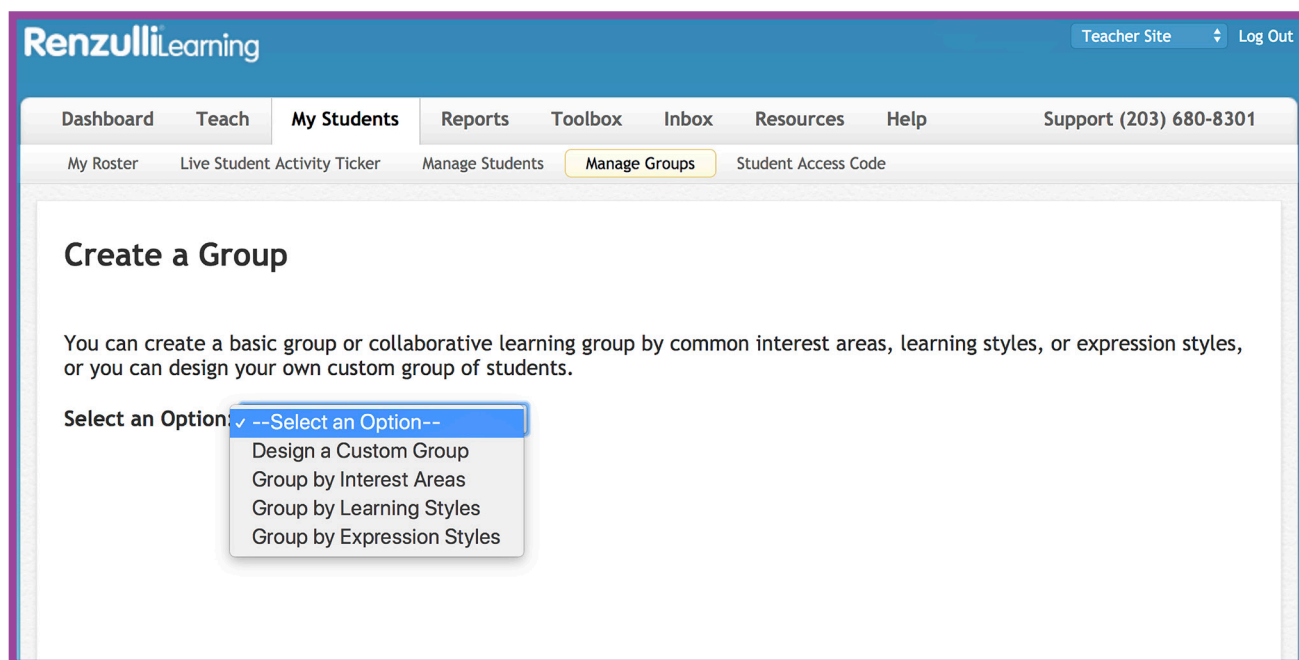 RenzulliLearning
Teacher Site Log Out
Dashboard Teach My Students Reports Toolbox Inbox Resources Help Support (203) 680-8301
My Roster Live Student Activity Ticker Manage Students Manage Groups Student Access Code
Create a Group
You can create a basic group or collaborative learning group by common interest areas, learning styles, or expression styles,
or you can design your own custom group of students.
Select an Option: ✓ --Select an Option--
Design a Custom Group
Group by Interest Areas
Group by Learning Styles
Group by Expression Styles